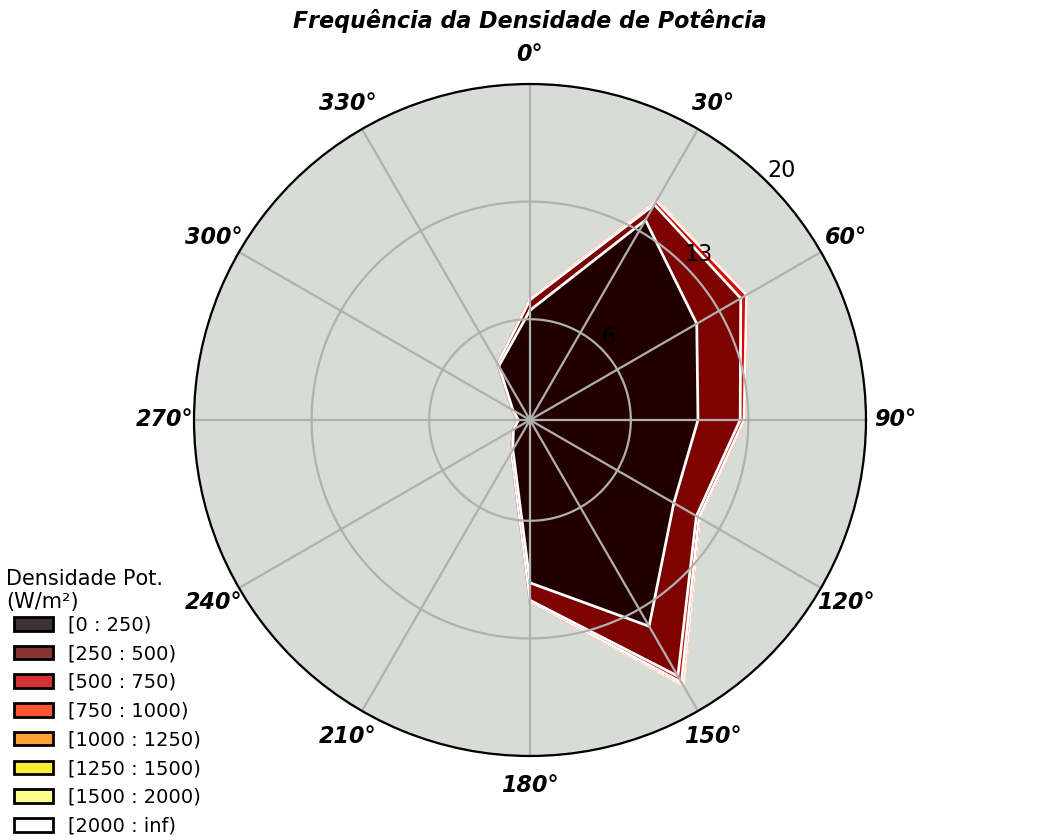 Frequência da Densidade de Potência
0°
330°
30°
20
300°
60°
13
6
270°
90°
240°
120°
210°
150°
180°
Densidade Pot.
(W/m²)
[0 : 250)
[250 : 500)
[500 : 750)
[750 : 1000)
[1000 : 1250)
[1250 : 1500)
[1500 : 2000)
[2000 : inf)